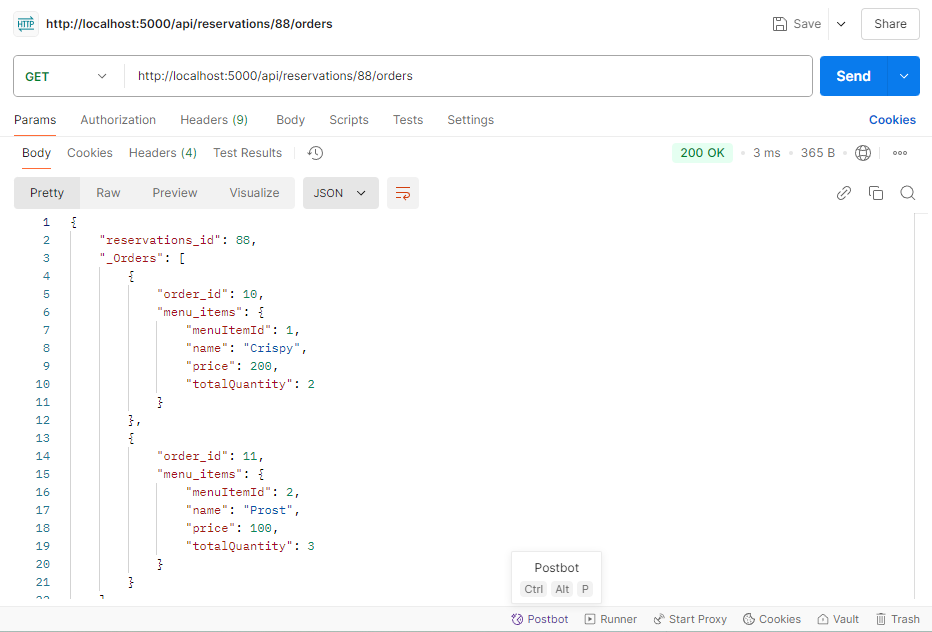 HTTP http://localhost:5000/api/reservations/88/orders Save Share
GET http://localhost:5000/api/reservations/88/orders Send
Params Authorization Headers (9) Body Scripts Tests Settings Cookies
Body Cookies Headers (4) Test Results 200 OK 3 ms 365 B
Pretty Raw Preview Visualize JSON
1 {
2 "reservations_id": 88,
3 "_Orders": [
4 {
5 "order_id": 10,
6 "menu_items": {
7 "menuItemId": 1,
8 "name": "Crispy",
9 "price": 200,
10 "totalQuantity": 2
11 }
12 },
13 {
14 "order_id": 11,
15 "menu_items": {
16 "menuItemId": 2,
17 "name": "Prost",
18 "price": 100,
19 "totalQuantity": 3
20 }
21 }
Postbot
Ctrl Alt P
Postbot Runner Start Proxy Cookies Vault Trash